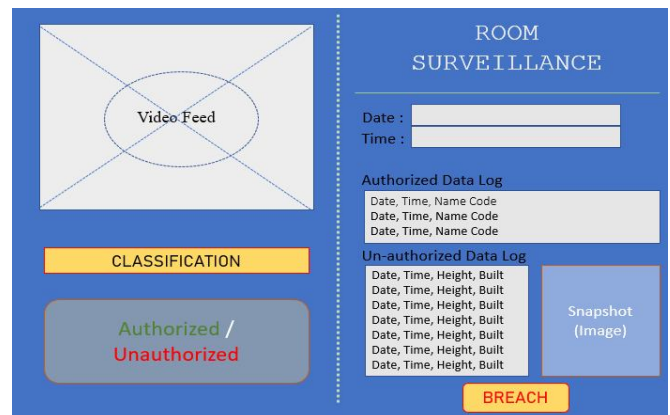 Video Feed
CLASSIFICATION
Authorized /
Unauthorized
ROOM
SURVEILLANCE
Date :
Time :
Authorized Data Log
Date, Time, Name Code
Date, Time, Name Code
Date, Time, Name Code
Un-authorized Data Log
Date, Time, Height, Built
Date, Time, Height, Built
Date, Time, Height, Built
Date, Time, Height, Built
Date, Time, Height, Built
Date, Time, Height, Built
Date, Time, Height, Built
Snapshot
(Image)
BREACH